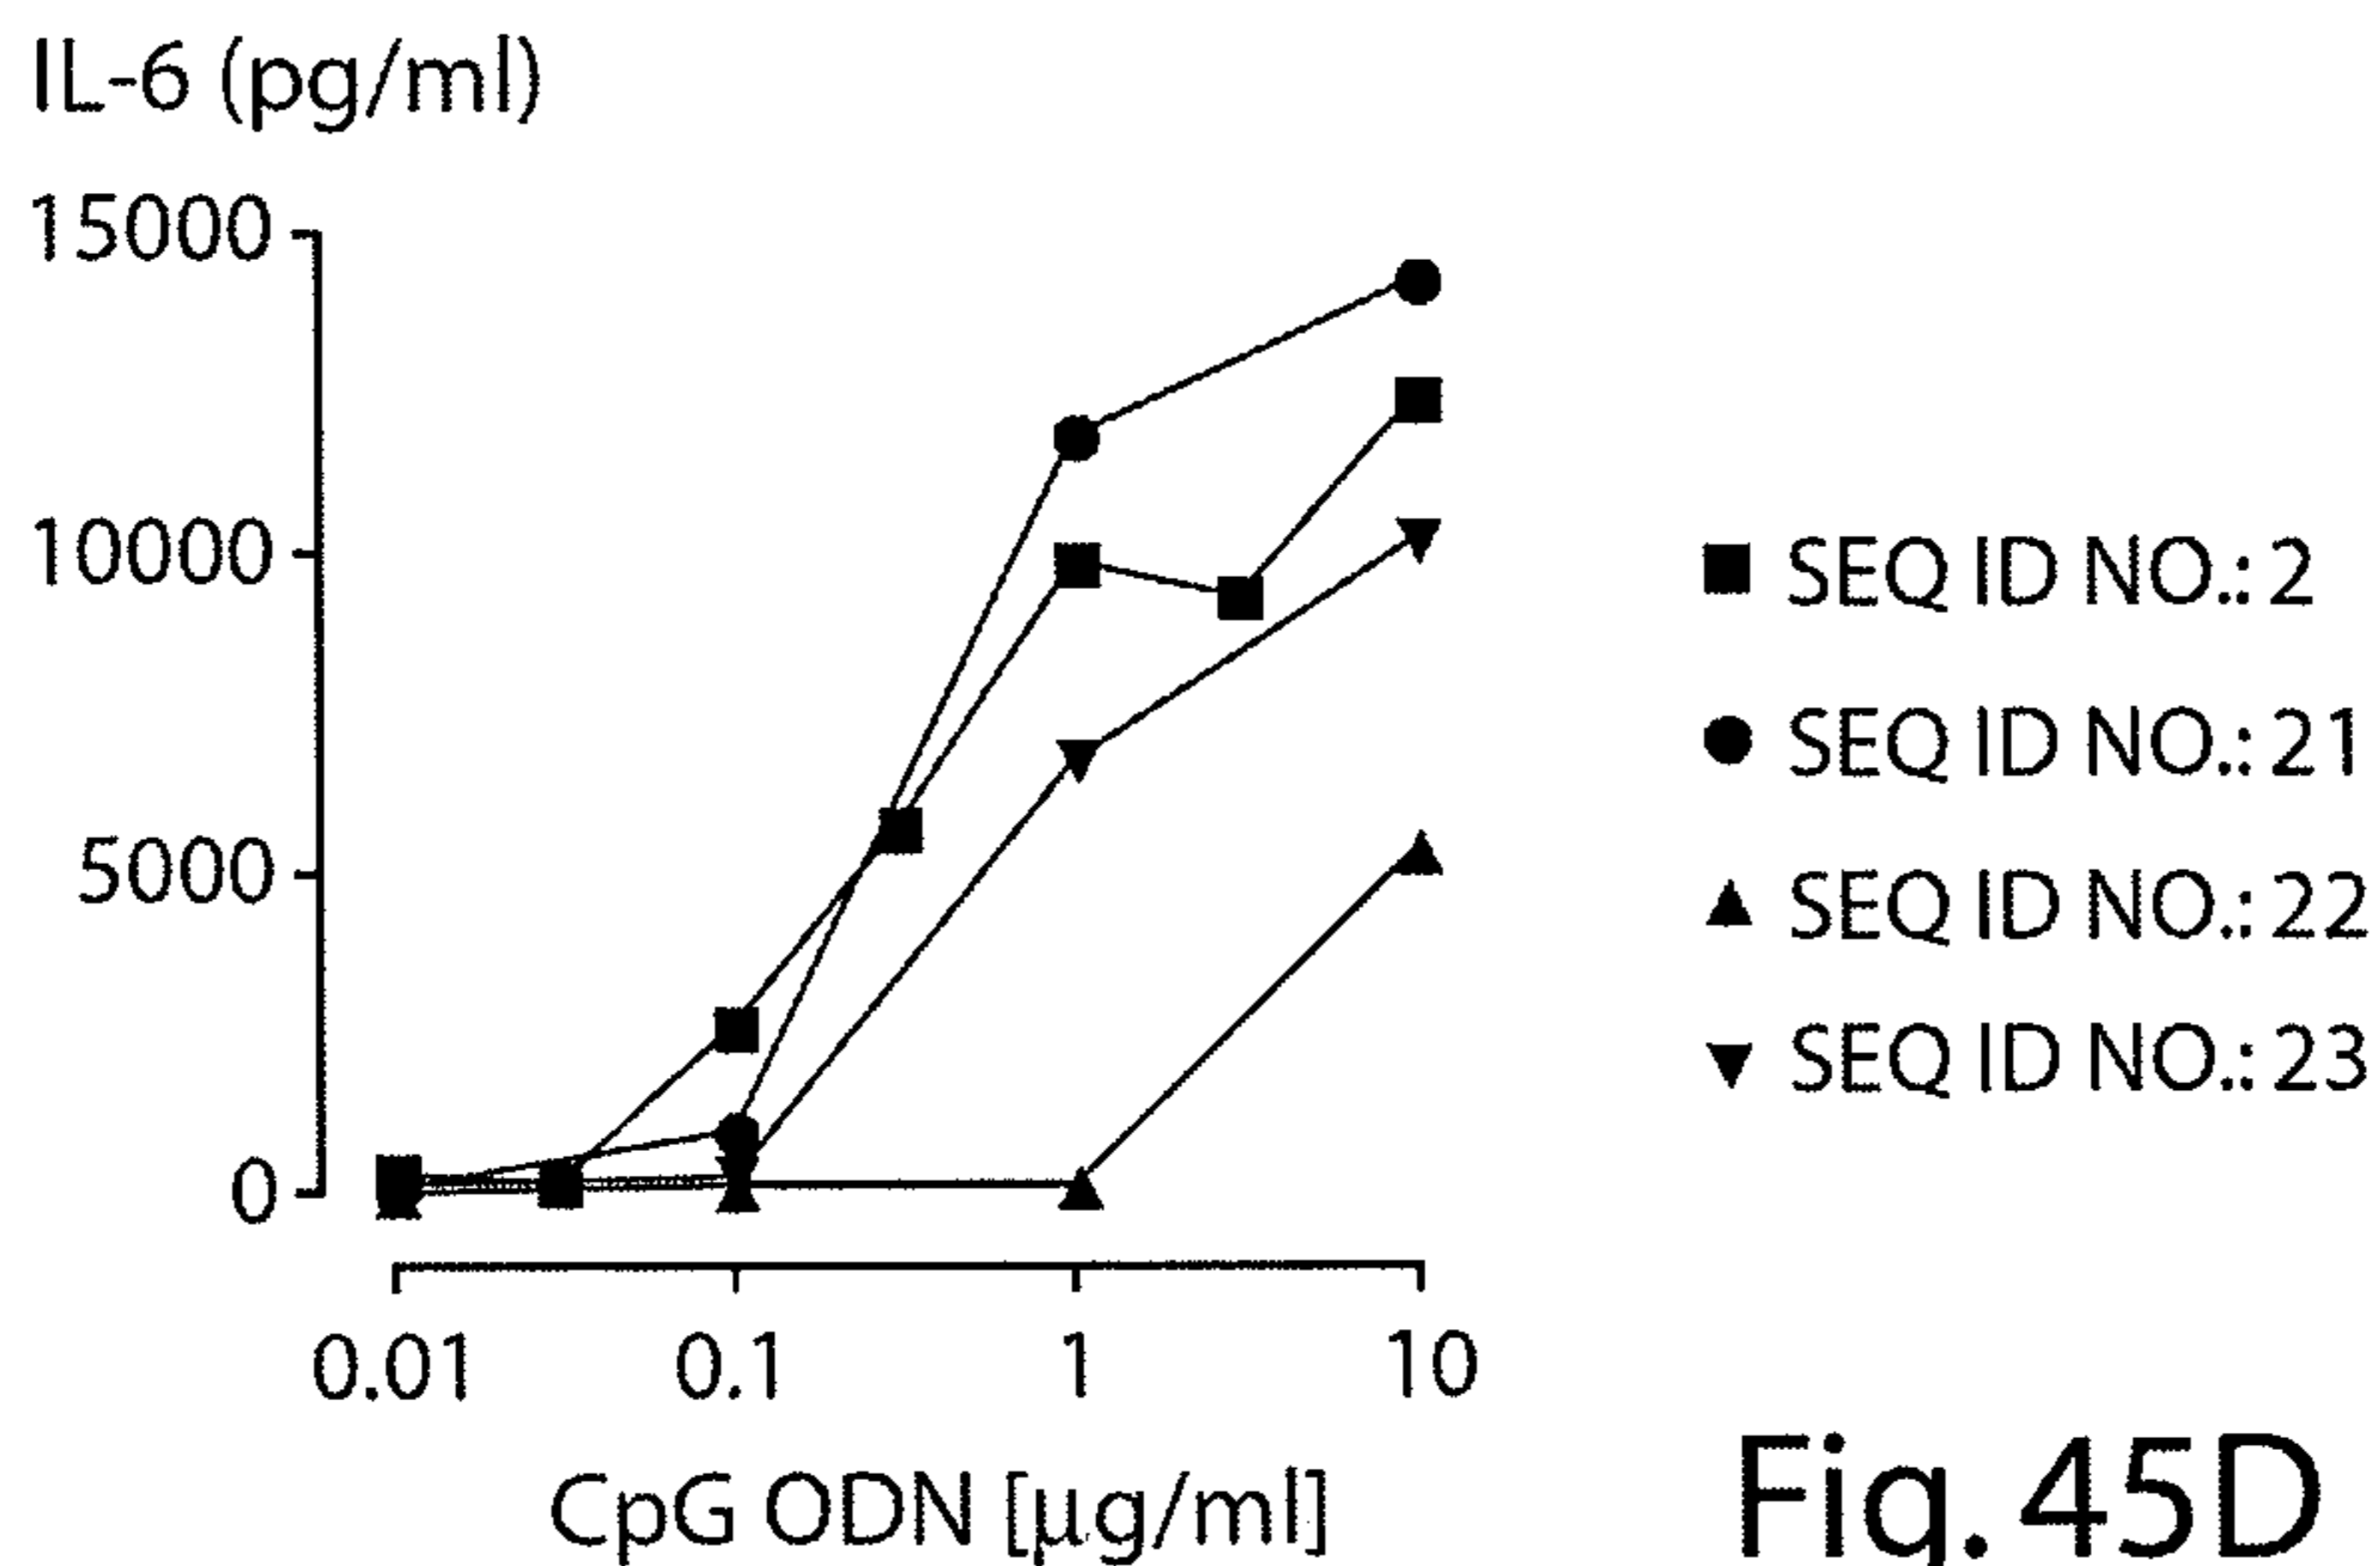 IL-6 (pg/ml)
15000
10000
5000
0
0.01 0.1 1 10
CpG ODN [µg/ml]
SEQ ID NO.: 2
SEQ ID NO.: 21
SEQ ID NO.: 22
SEQ ID NO.: 23
Fig. 45D